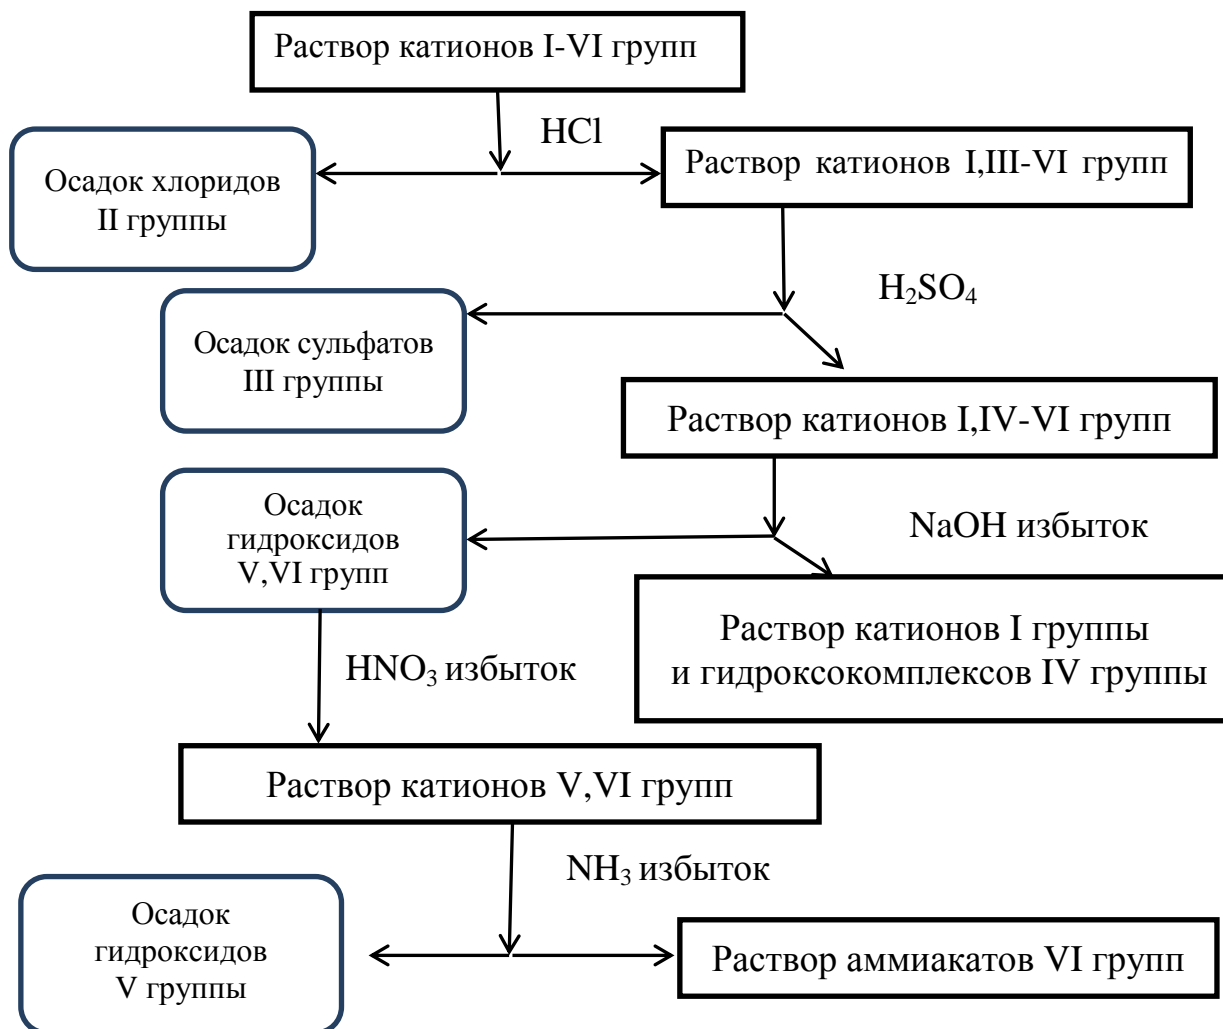 Раствор катионов I-VI групп
HCl
Осадок хлоридов
II группы
Раствор катионов I,III-VI групп
H₂SO₄
Осадок сульфатов
III группы
Раствор катионов I,IV-VI групп
Осадок
гидроксидов
V,VI групп
NaOH избыток
Раствор катионов I группы
и гидроксокомплексов IV группы
HNO₃ избыток
Раствор катионов V,VI групп
NH₃ избыток
Осадок
гидроксидов
V группы
Раствор аммиакатов VI групп